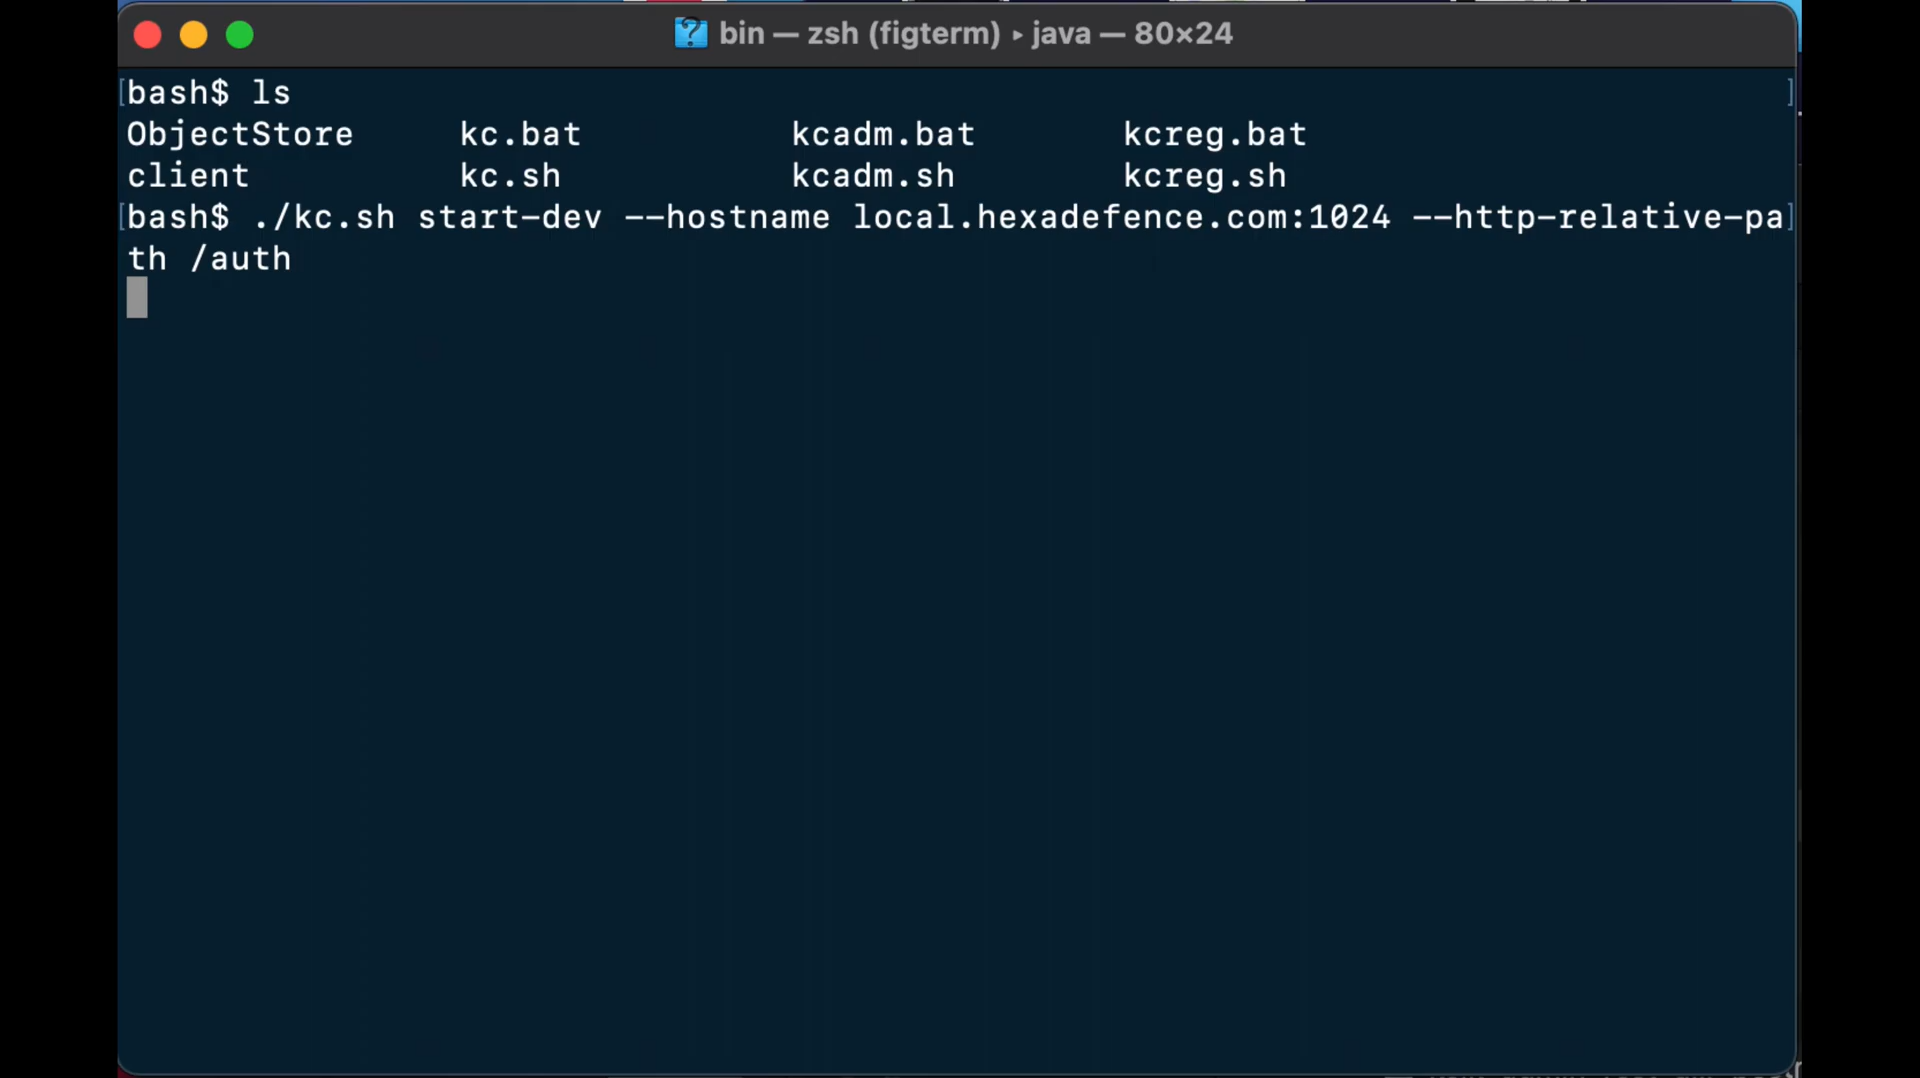 bin — zsh (figterm) ▸ java — 80×24
bash$ ls
ObjectStore kc.bat kcadm.bat kcreg.bat
client kc.sh kcadm.sh kcreg.sh
bash$ ./kc.sh start-dev --hostname local.hexadefence.com:1024 --http-relative-pa
th /auth